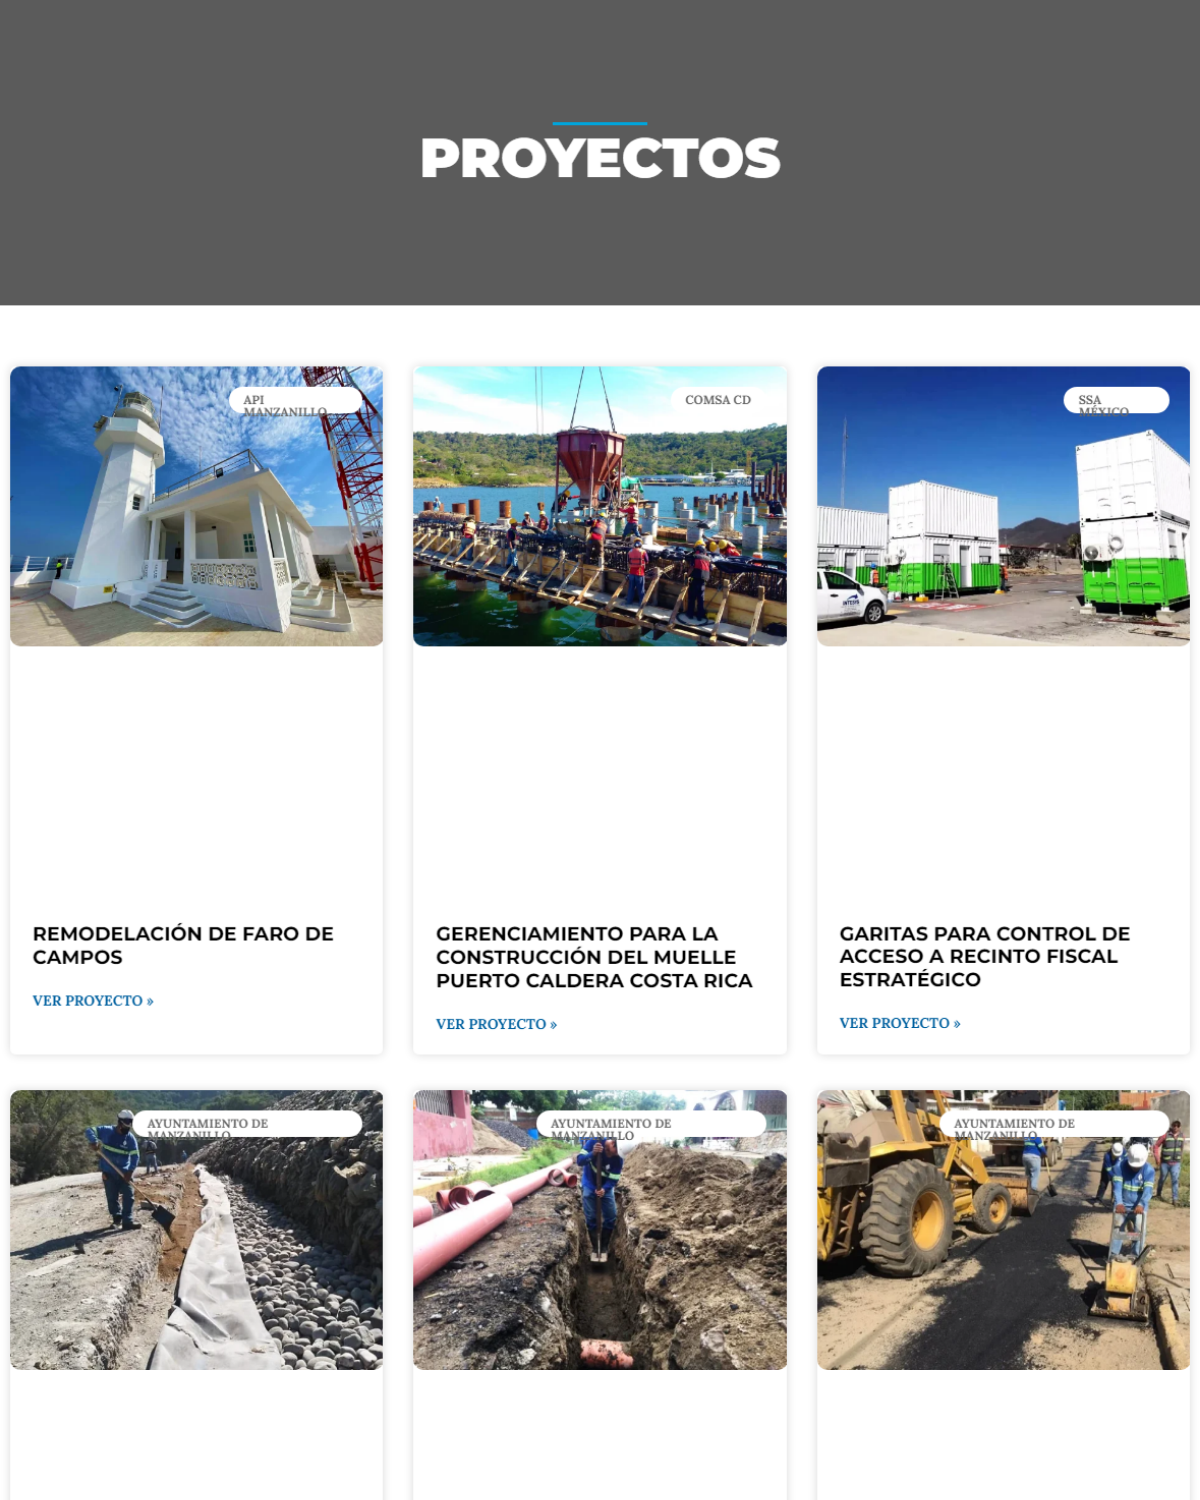 PROYECTOS
API
MANZANILLO
COMSA CD
SSA
MÉXICO
REMODELACIÓN DE FARO DE
CAMPOS
VER PROYECTO »
GERENCIAMIENTO PARA LA
CONSTRUCCIÓN DEL MUELLE
PUERTO CALDERA COSTA RICA
VER PROYECTO »
GARITAS PARA CONTROL DE
ACCESO A RECINTO FISCAL
ESTRATÉGICO
VER PROYECTO »
AYUNTAMIENTO DE
MANZANILLO
AYUNTAMIENTO DE
MANZANILLO
AYUNTAMIENTO DE
MANZANILLO